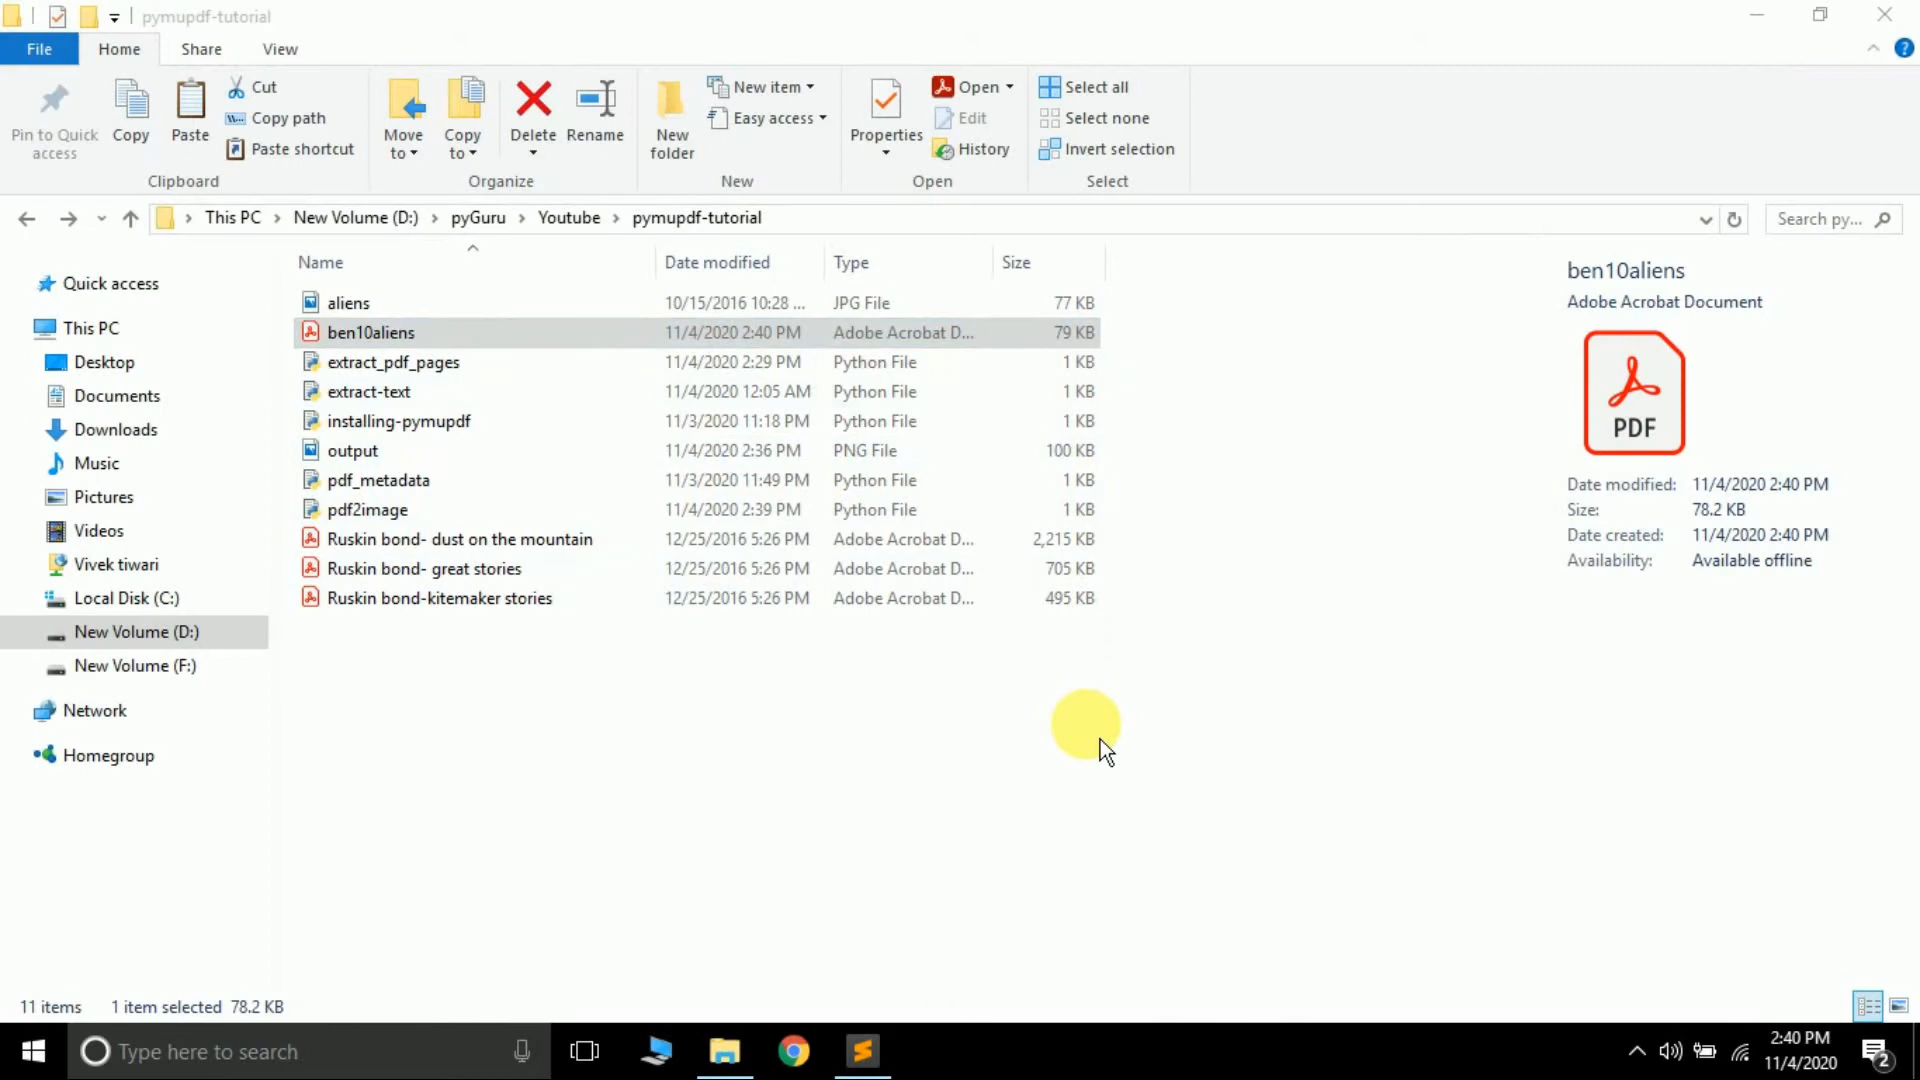 pymupdf-tutorial
File Home Share View
Pin to Quick access
Copy
Paste
Cut
Copy path
Paste shortcut
Move to
Copy to
Delete
Rename
New folder
New item
Easy access
Properties
Open
Edit
History
Select all
Select none
Invert selection
Clipboard Organize New Open Select
This PC New Volume (D:) pyGuru Youtube pymupdf-tutorial
Search py...
Name Date modified Type Size
aliens 10/15/2016 10:28 ... JPG File 77 KB
ben10aliens 11/4/2020 2:40 PM Adobe Acrobat D... 79 KB
extract_pdf_pages 11/4/2020 2:29 PM Python File 1 KB
extract-text 11/4/2020 12:05 AM Python File 1 KB
installing-pymupdf 11/3/2020 11:18 PM Python File 1 KB
output 11/4/2020 2:36 PM PNG File 100 KB
pdf_metadata 11/3/2020 11:49 PM Python File 1 KB
pdf2image 11/4/2020 2:39 PM Python File 1 KB
Ruskin bond- dust on the mountain 12/25/2016 5:26 PM Adobe Acrobat D... 2,215 KB
Ruskin bond- great stories 12/25/2016 5:26 PM Adobe Acrobat D... 705 KB
Ruskin bond-kitemaker stories 12/25/2016 5:26 PM Adobe Acrobat D... 495 KB
Quick access
This PC
Desktop
Documents
Downloads
Music
Pictures
Videos
Vivek tiwari
Local Disk (C:)
New Volume (D:)
New Volume (F:)
Network
Homegroup
ben10aliens
Adobe Acrobat Document
PDF
Date modified: 11/4/2020 2:40 PM
Size: 78.2 KB
Date created: 11/4/2020 2:40 PM
Availability: Available offline
11 items 1 item selected 78.2 KB
Type here to search
2:40 PM
11/4/2020
2